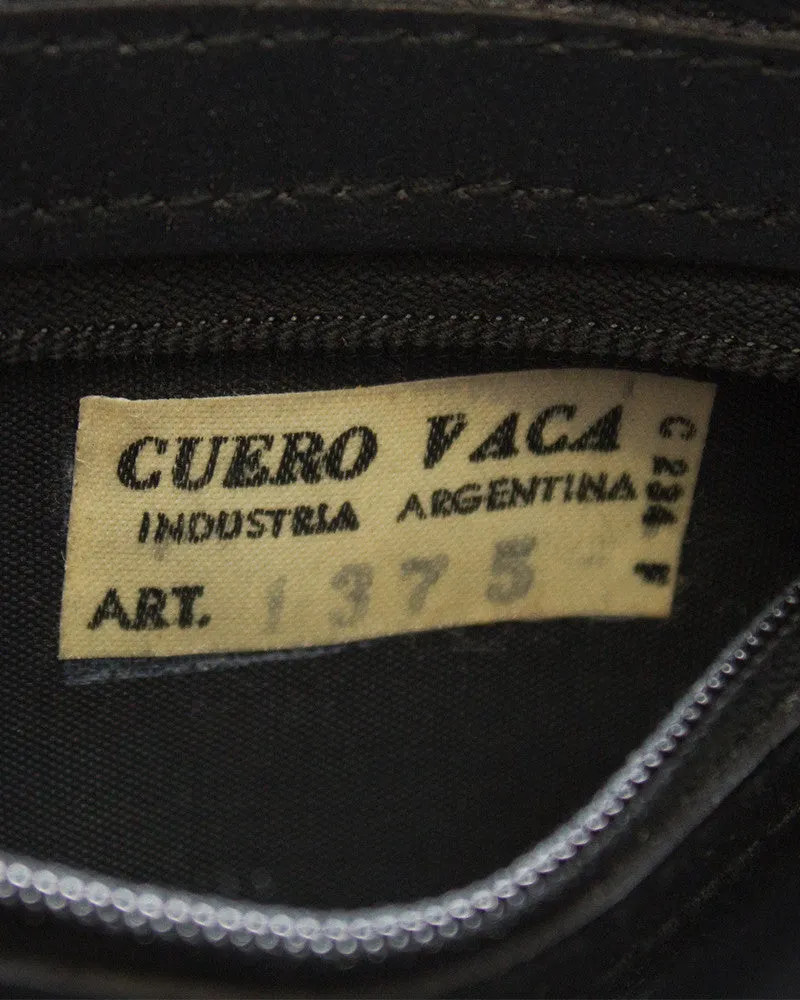 CUERO VACA
INDUSTRIA ARGENTINA
ART. 1375